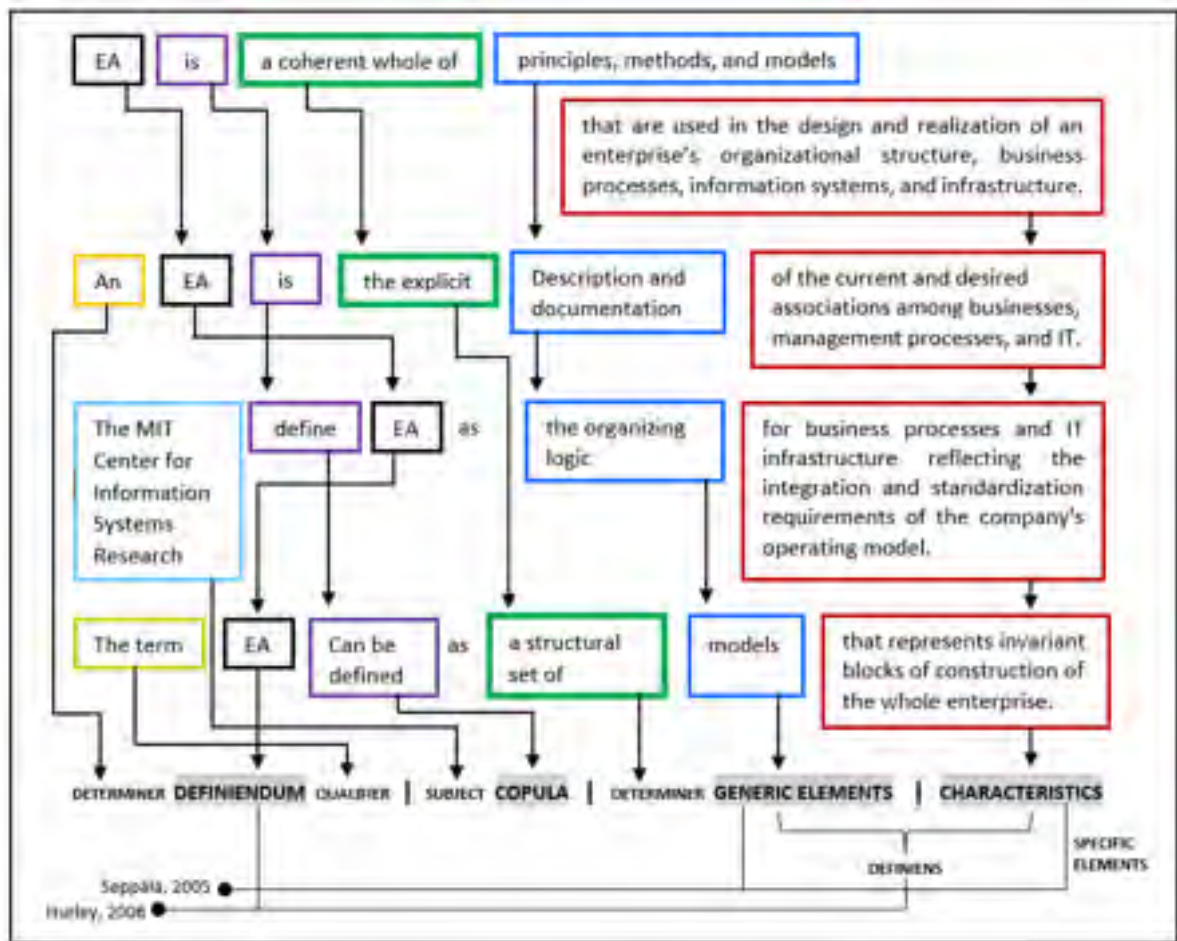 EA is a coherent whole of principles, methods, and models
that are used in the design and realization of an
enterprise's organizational structure, business
processes, information systems, and infrastructure.
An EA is the explicit
Description and
documentation
of the current and desired
associations among businesses,
management processes, and IT.
The MIT
Center for
Information
Systems
Research
define EA as
the organizing
logic
for business processes and IT
infrastructure reflecting the
integration and standardization
requirements of the company's
operating model.
The term EA
Can be
defined
as
a structural
set of
models
that represents invariant
blocks of construction of
the whole enterprise.
DETERMINER DEFINIENDUM QUALIFIER | SUBJECT COPULA | DETERMINER GENERIC ELEMENTS | CHARACTERISTICS
SPECIFIC
ELEMENTS
DEFINIENS
Seppälä, 2005
Hurley, 2006